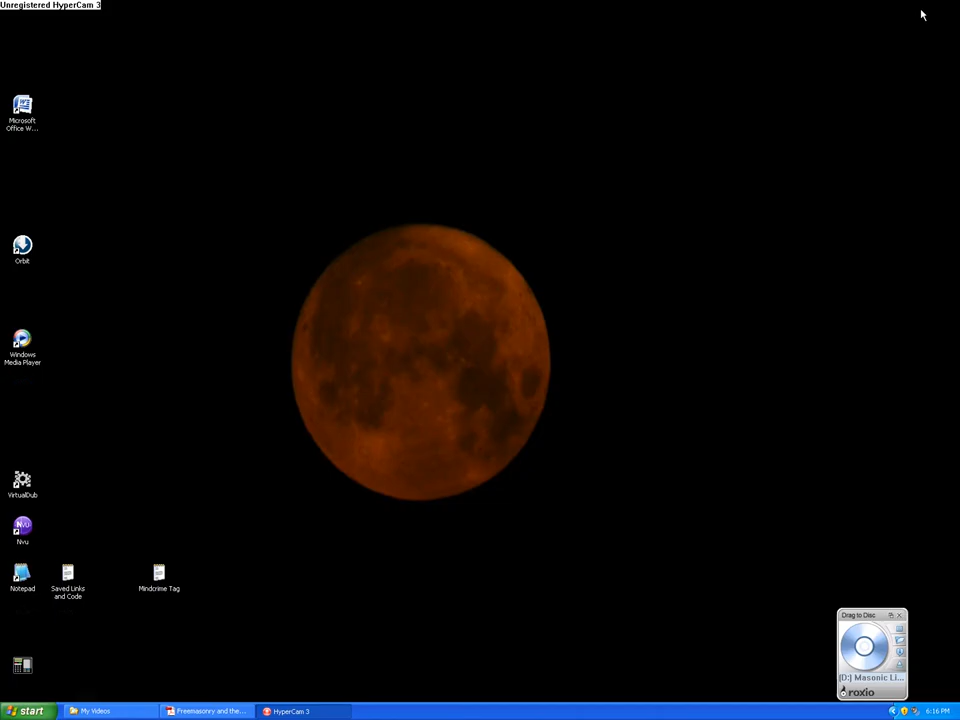 Unregistered HyperCam 3
Microsoft
Office W...
Orbit
Windows
Media Player
VirtualDub
Nvu
Notepad
Saved Links
and Code
Mindcrime Tag
Drag to Disc
(D:) Masonic Li...
roxio
start
My Videos
Freemasonry and the...
HyperCam 3
6:16 PM